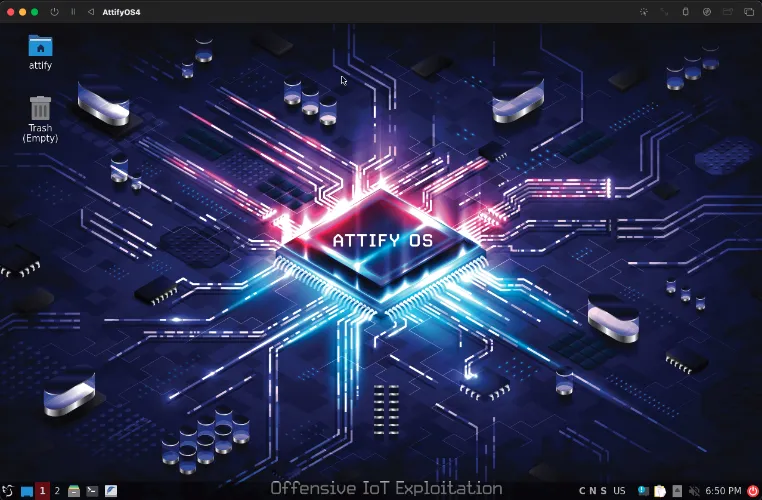 AttifyOS4
attify
Trash
(Empty)
ATTIFY OS
Offensive IoT Exploitation
1 2 C N S US 6:50 PM